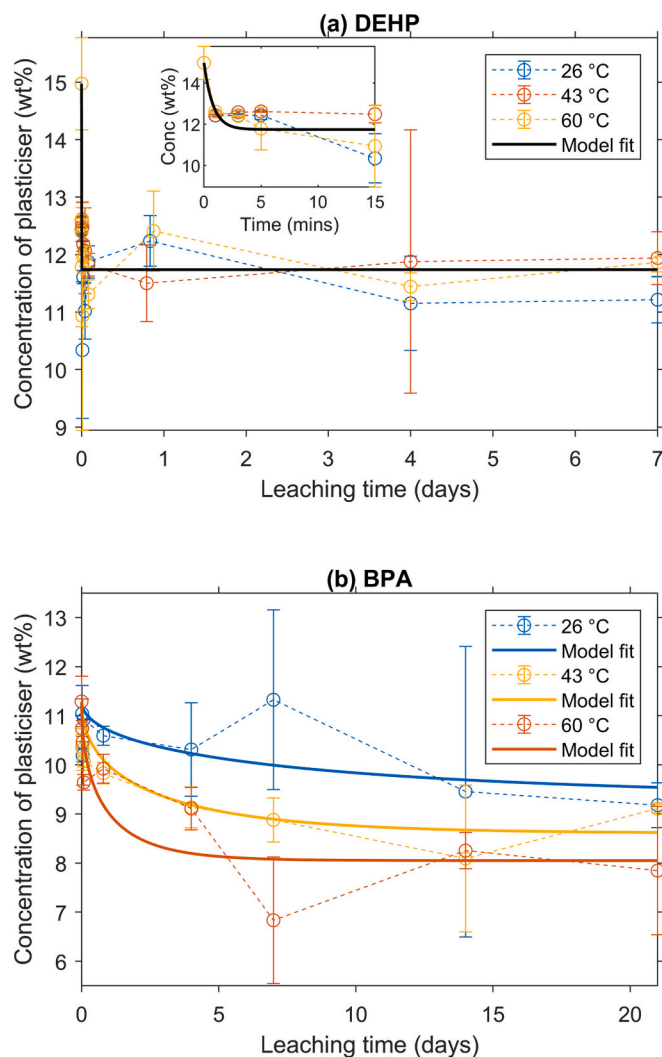 (a) DEHP
Concentration of plasticiser (wt%)
15
14
13
12
11
10
9
0 1 2 3 4 5 6 7
Leaching time (days)
Conc (wt%)
14
12
10
0 5 10 15
Time (mins)
26 °C
43 °C
60 °C
Model fit
(b) BPA
Concentration of plasticiser (wt%)
13
12
11
10
9
8
7
6
0 5 10 15 20
Leaching time (days)
26 °C
Model fit
43 °C
Model fit
60 °C
Model fit